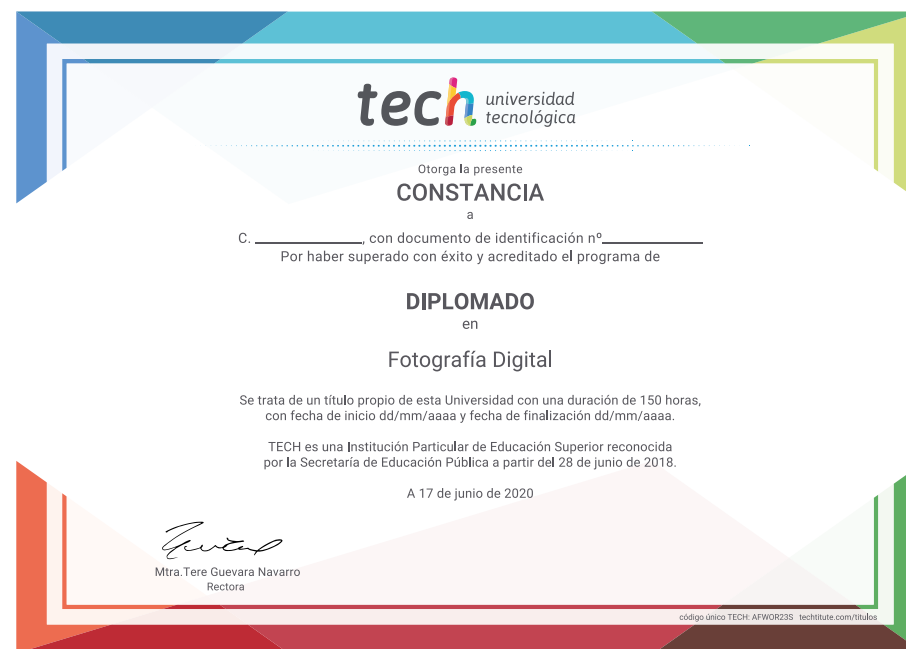 tech universidad
tecnológica
Otorga la presente
CONSTANCIA
a
C. ______________, con documento de identificación nº_____________
Por haber superado con éxito y acreditado el programa de
DIPLOMADO
en
Fotografía Digital
Se trata de un título propio de esta Universidad con una duración de 150 horas,
con fecha de inicio dd/mm/aaaa y fecha de finalización dd/mm/aaaa.
TECH es una Institución Particular de Educación Superior reconocida
por la Secretaría de Educación Pública a partir del 28 de junio de 2018.
A 17 de junio de 2020
Mtra.Tere Guevara Navarro
Rectora
código único TECH: AFWOR23S techtitute.com/titulos